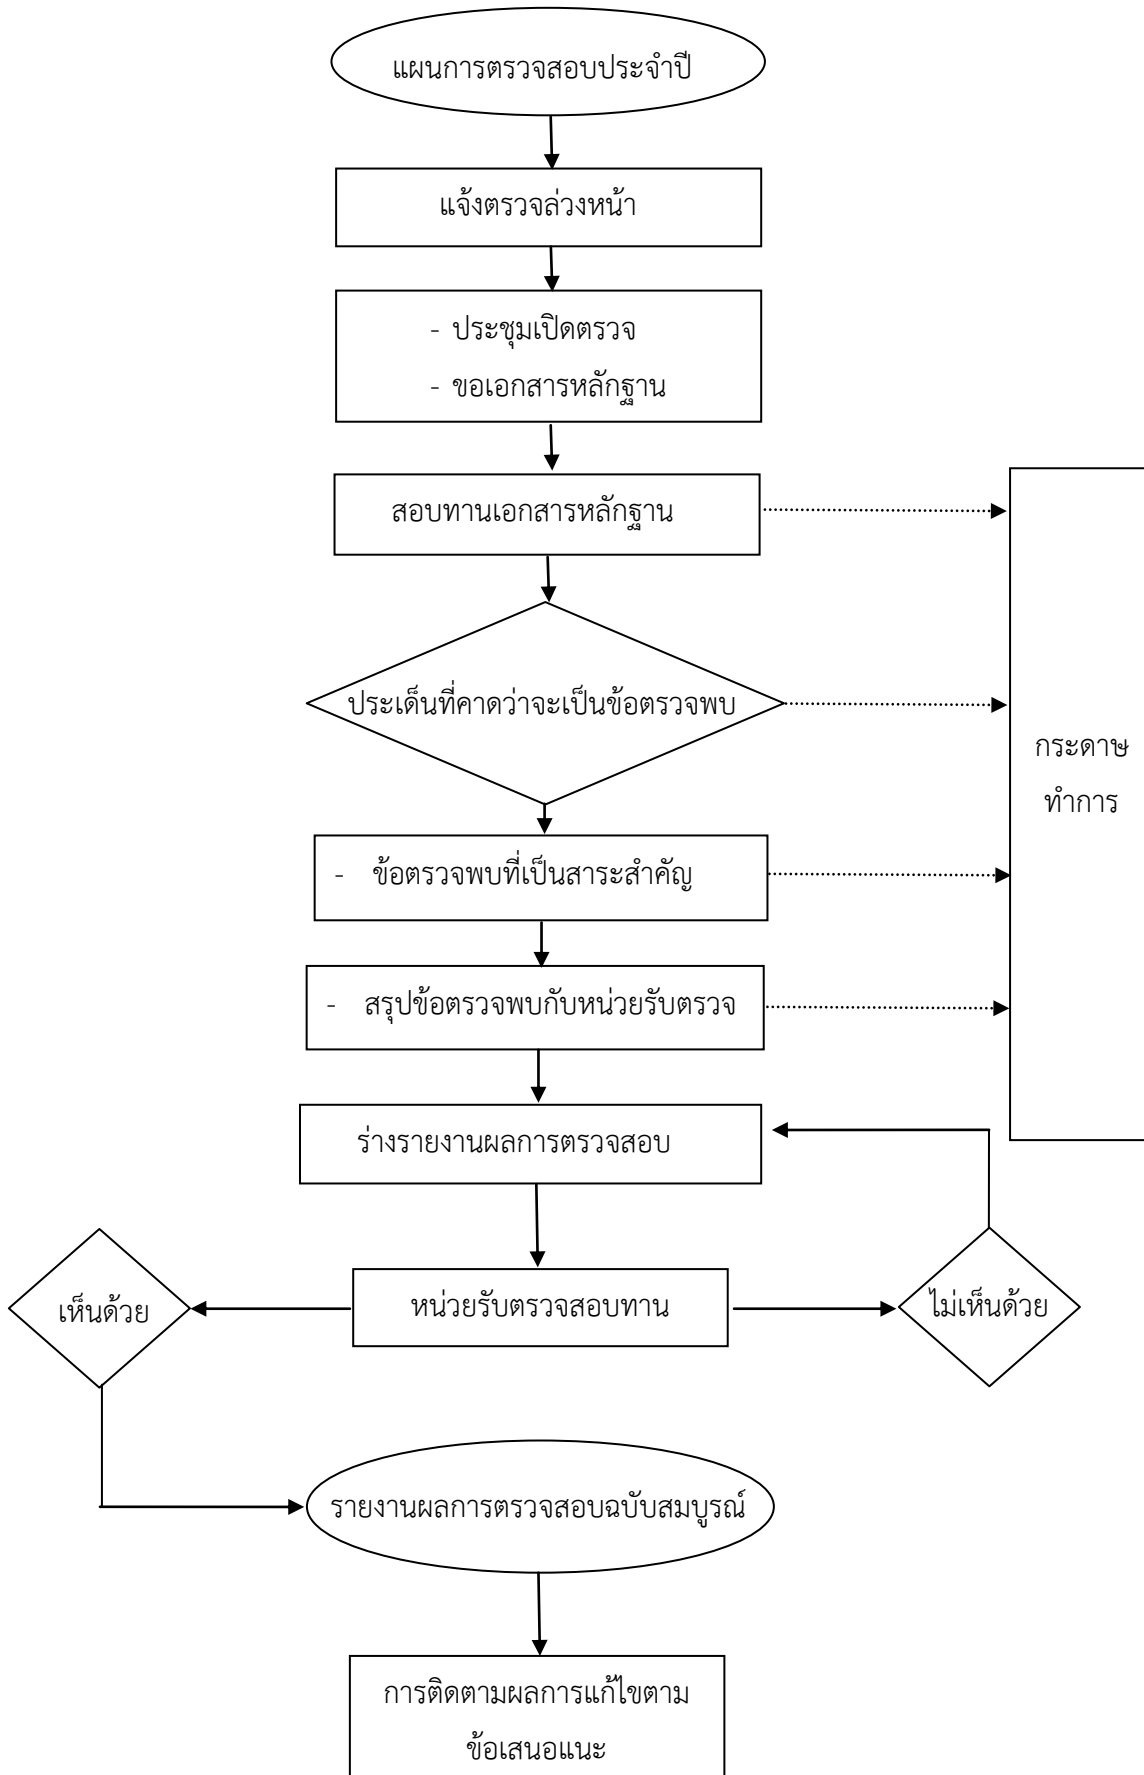 แผนการตรวจสอบประจำปี
แจ้งตรวจล่วงหน้า
- ประชุมเปิดตรวจ
- ขอเอกสารหลักฐาน
สอบทานเอกสารหลักฐาน
ประเด็นที่คาดว่าจะเป็นข้อตรวจพบ
กระดาษ
ทำการ
- ข้อตรวจพบที่เป็นสาระสำคัญ
- สรุปข้อตรวจพบกับหน่วยรับตรวจ
ร่างรายงานผลการตรวจสอบ
เห็นด้วย
หน่วยรับตรวจสอบทาน
ไม่เห็นด้วย
รายงานผลการตรวจสอบฉบับสมบูรณ์
การติดตามผลการแก้ไขตาม
ข้อเสนอแนะ